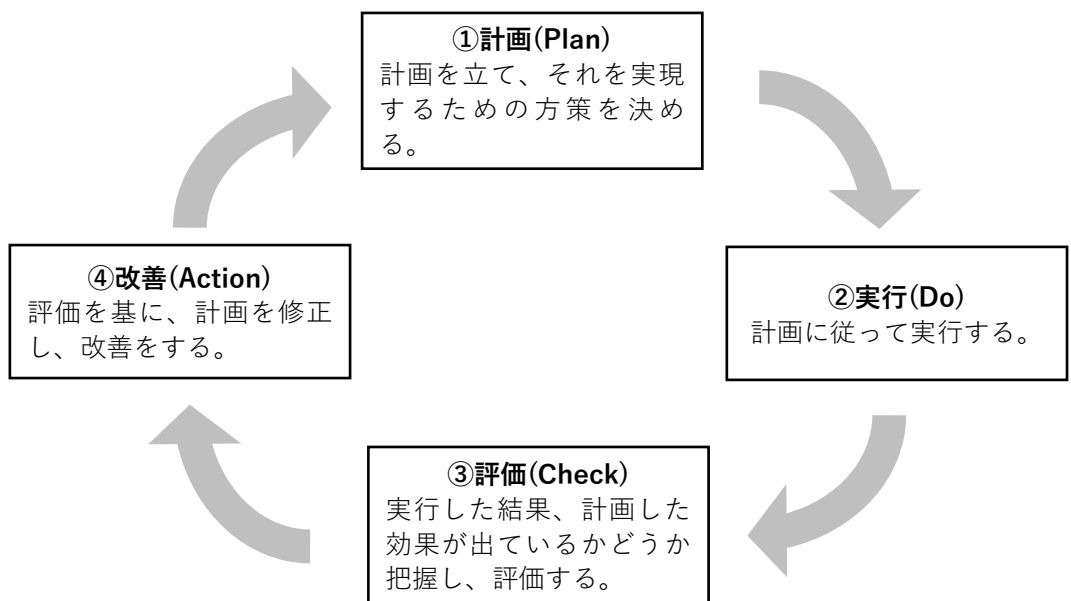 ①計画(Plan)
計画を立て、それを実現
するための方策を決め
る。
②実行(Do)
計画に従って実行する。
③評価(Check)
実行した結果、計画した
効果が出ているかどうか
把握し、評価する。
④改善(Action)
評価を基に、計画を修正
し、改善をする。